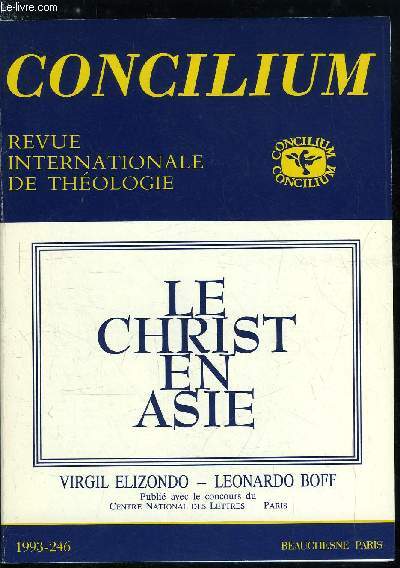 www.le-livre.com
CONCILIUM
REVUE
INTERNATIONALE
DE THÉOLOGIE
CONCILIUM
CONCILIUM
LE
CHRIST
EN
ASIE
VIRGIL ELIZONDO – LEONARDO BOFF
Publié avec le concours du
CENTRE NATIONAL DES LETTRES PARIS
1993-246
BEAUCHESNE PARIS